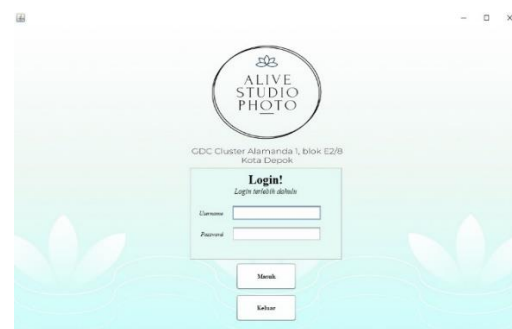 ALIVE
STUDIO
PHOTO
GDC Cluster Alamanda 1, blok E2/8
Kota Depok
Login!
Login terlebih dahulu
Username
Password
Masuk
Keluar